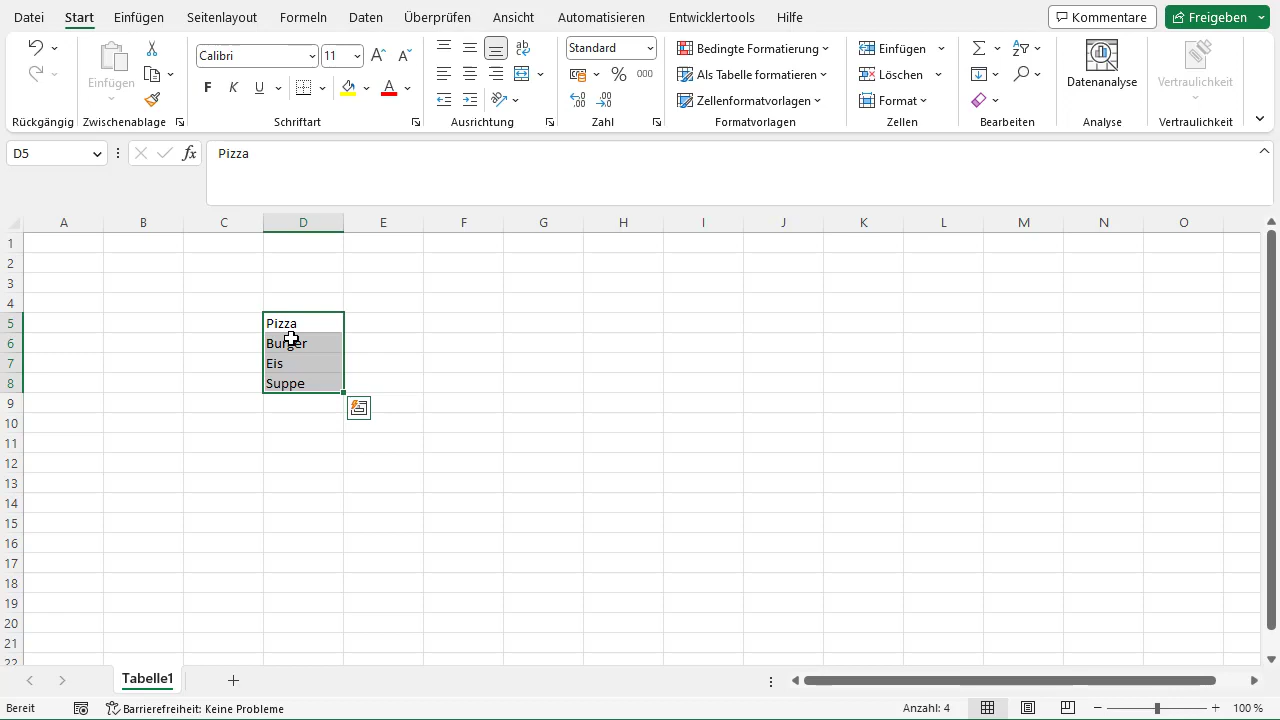 Datei Start Einfügen Seitenlayout Formeln Daten Überprüfen Ansicht Automatisieren Entwicklertools Hilfe Kommentare Freigeben
Calibri 11 Standard Bedingte Formatierung Einfügen
Einfügen F K U A % 000 Als Tabelle formatieren Löschen Datenanalyse Vertraulichkeit
Zellenformatvorlagen Format
Rückgängig Zwischenablage Schriftart Ausrichtung Zahl Formatvorlagen Zellen Bearbeiten Analyse Vertraulichkeit
D5 fx Pizza
A B C D E F G H I J K L M N O
1
2
3
4
5 Pizza
6 Burger
7 Eis
8 Suppe
9
10
11
12
13
14
15
16
17
18
19
20
21
22
Tabelle1
Bereit Barrierefreiheit: Keine Probleme Anzahl: 4 100 %